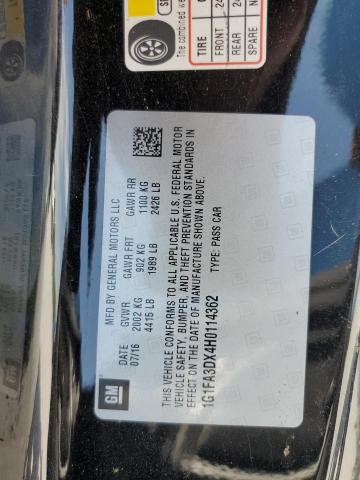 GM
MFD BY GENERAL MOTORS LLC
DATE GVWR GAWR FRT GAWR RR
07/16 2002 KG 902 KG 1100 KG
4415 LB 1989 LB 2426 LB
THIS VEHICLE CONFORMS TO ALL APPLICABLE U.S. FEDERAL MOTOR
VEHICLE SAFETY, BUMPER, AND THEFT PREVENTION STANDARDS IN
EFFECT ON THE DATE OF MANUFACTURE SHOWN ABOVE.
1G1FA3DX4H0114362 TYPE: PASS CAR
The combined
TIRE
FRONT
REAR
SPARE